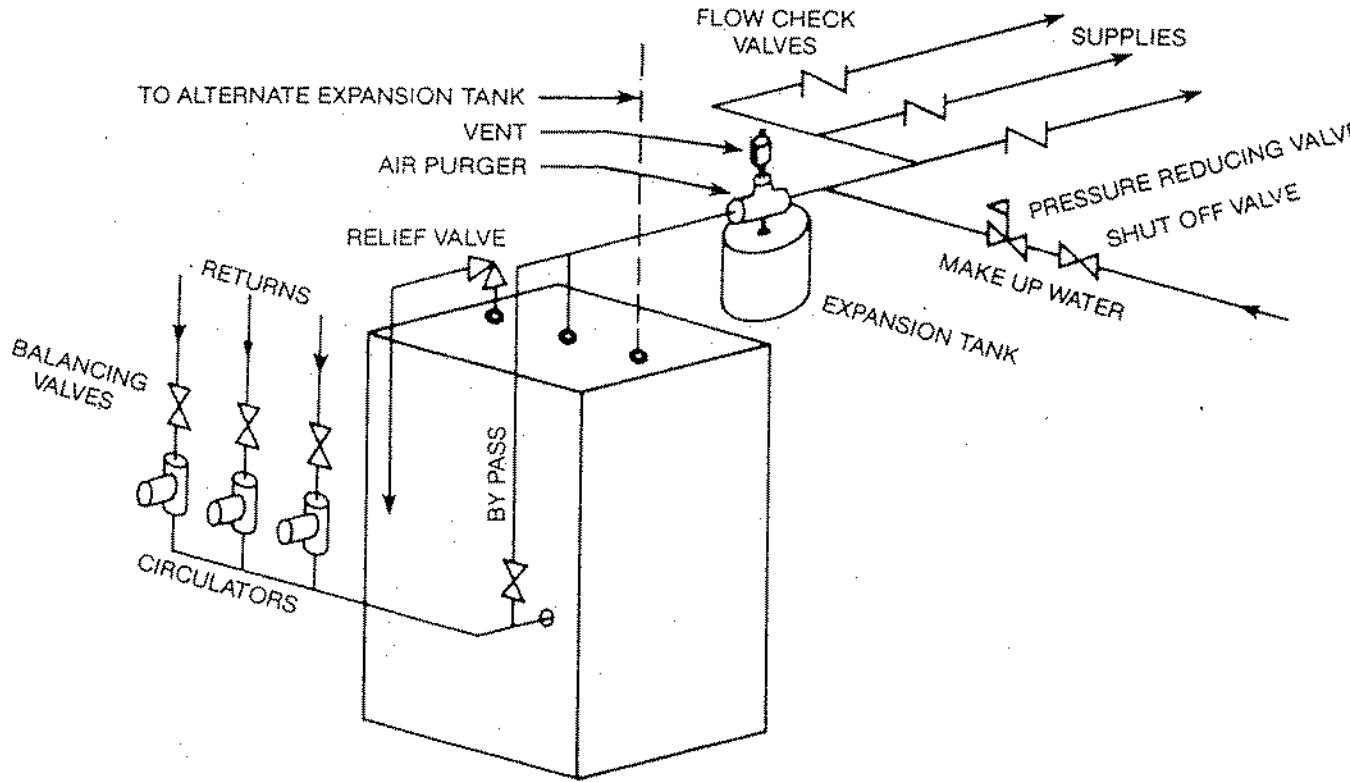 FLOW CHECK
VALVES
SUPPLIES
TO ALTERNATE EXPANSION TANK
VENT
AIR PURGER
PRESSURE REDUCING VALVE
SHUT OFF VALVE
RELIEF VALVE
MAKE UP WATER
RETURNS
EXPANSION TANK
BALANCING
VALVES
BY PASS
CIRCULATORS